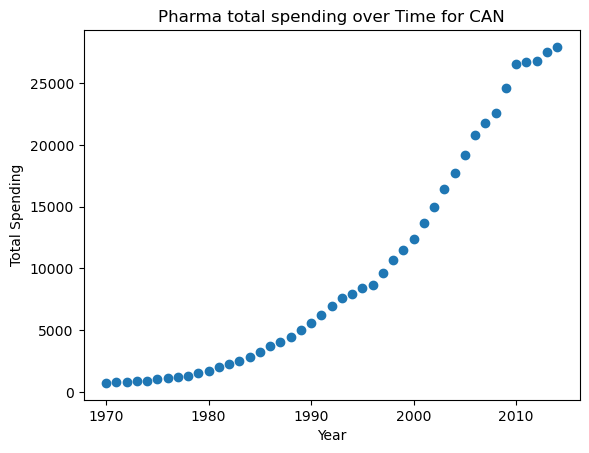 Pharma total spending over Time for CAN
25000
20000
15000
10000
5000
0
Total Spending
1970 1980 1990 2000 2010
Year